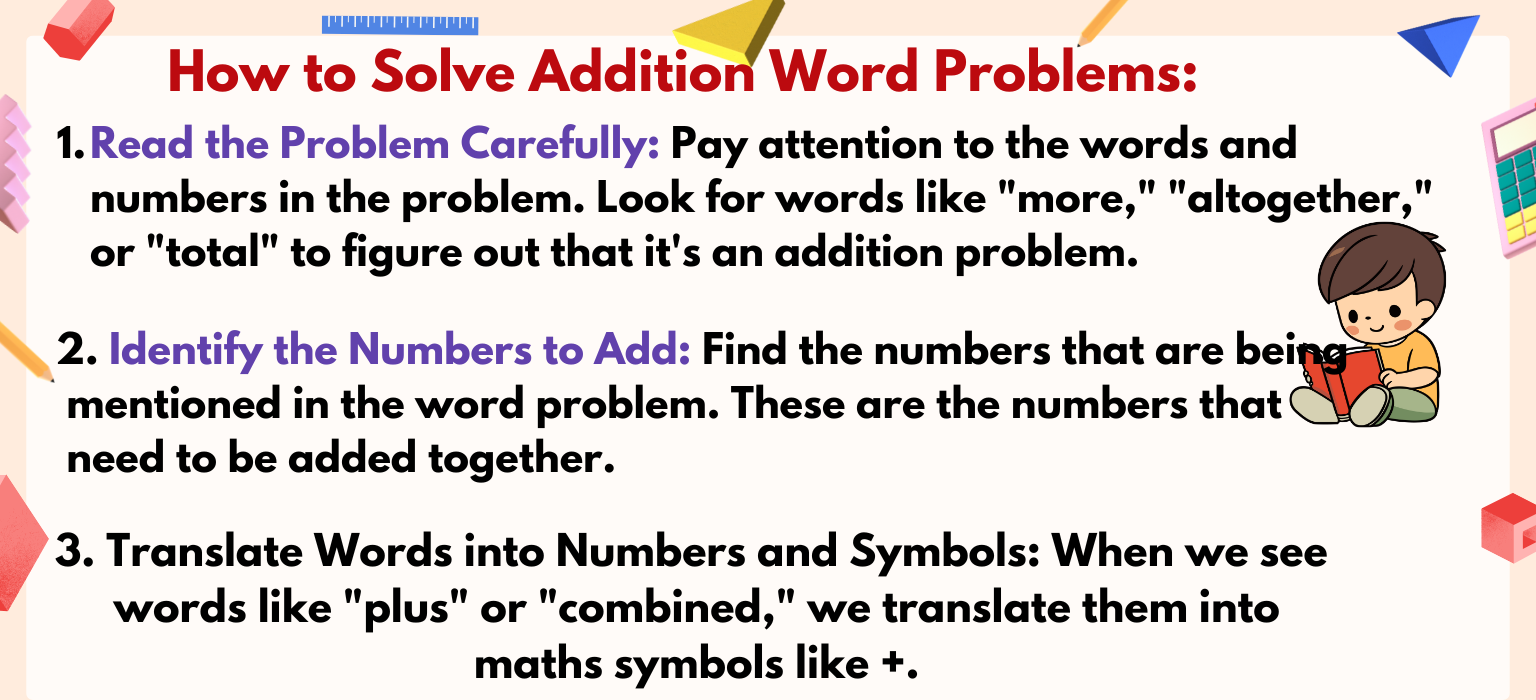 How to Solve Addition Word Problems:
1. Read the Problem Carefully: Pay attention to the words and
numbers in the problem. Look for words like "more," "altogether,"
or "total" to figure out that it's an addition problem.
2. Identify the Numbers to Add: Find the numbers that are being
mentioned in the word problem. These are the numbers that
need to be added together.
3. Translate Words into Numbers and Symbols: When we see
words like "plus" or "combined," we translate them into
maths symbols like +.